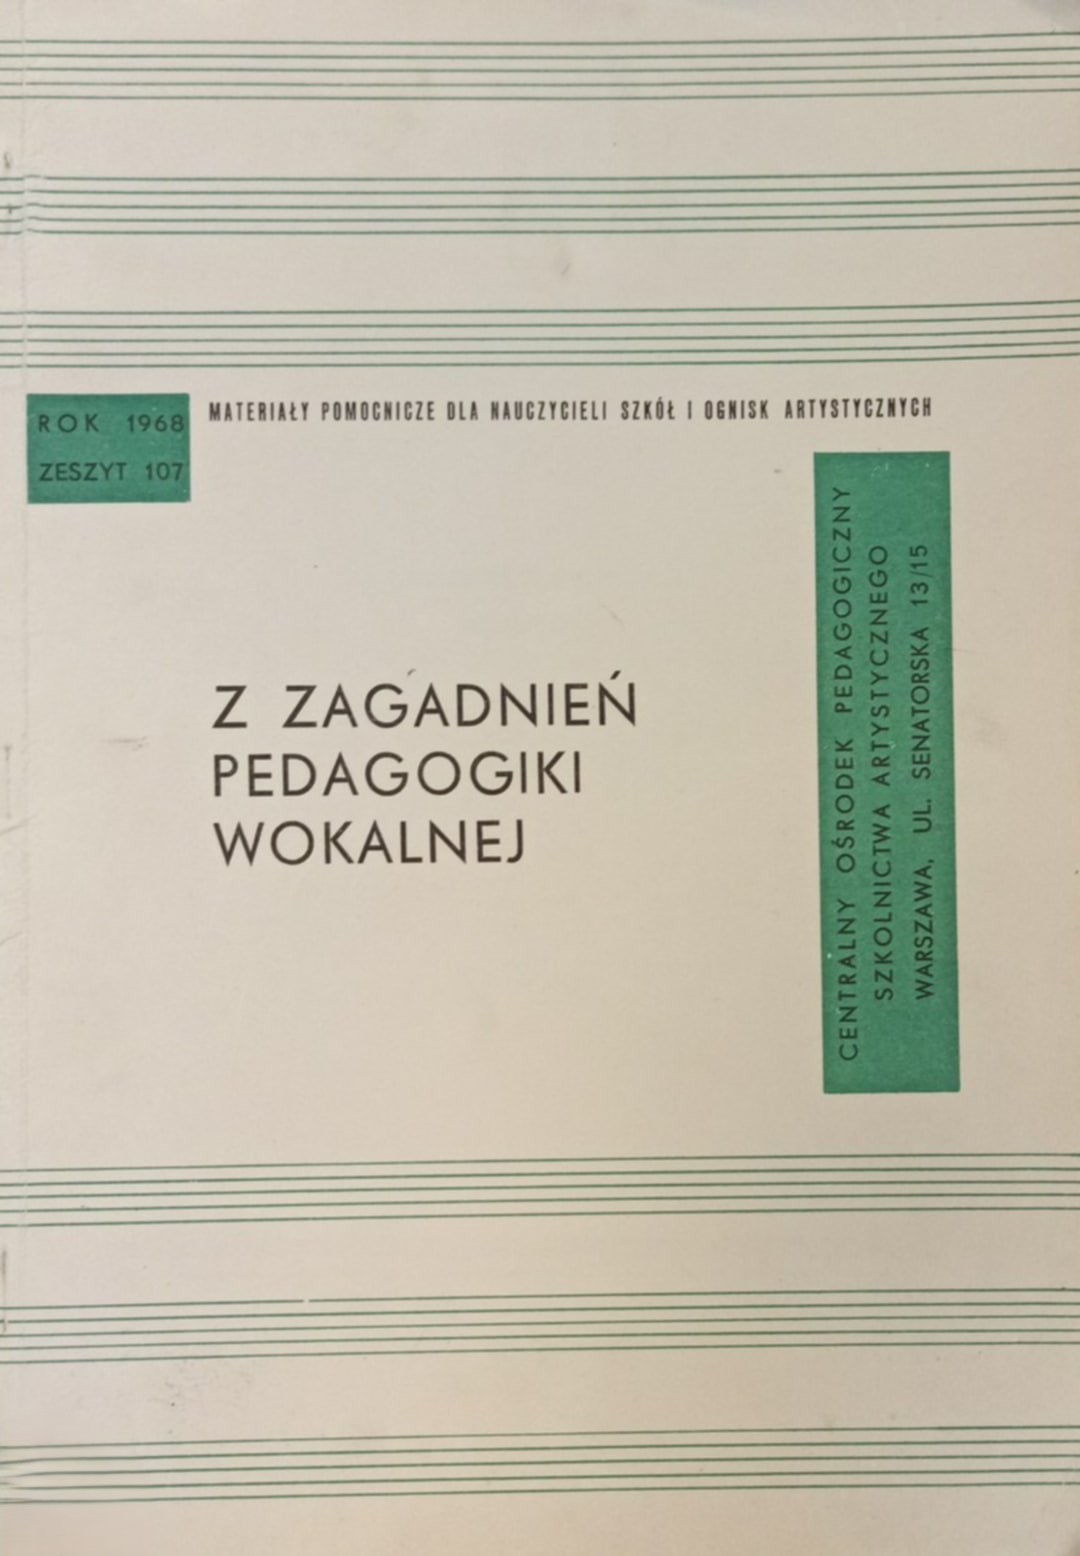 ROK 1968
ZESZYT 107
MATERIAŁY POMOCNICZE DLA NAUCZYCIELI SZKÓŁ I OGNISK ARTYSTYCZNYCH
Z ZAGADNIEŃ
PEDAGOGIKI
WOKALNEJ
CENTRALNY OŚRODEK PEDAGOGICZNY
SZKOLNICTWA ARTYSTYCZNEGO
WARSZAWA, UL. SENATORSKA 13/15